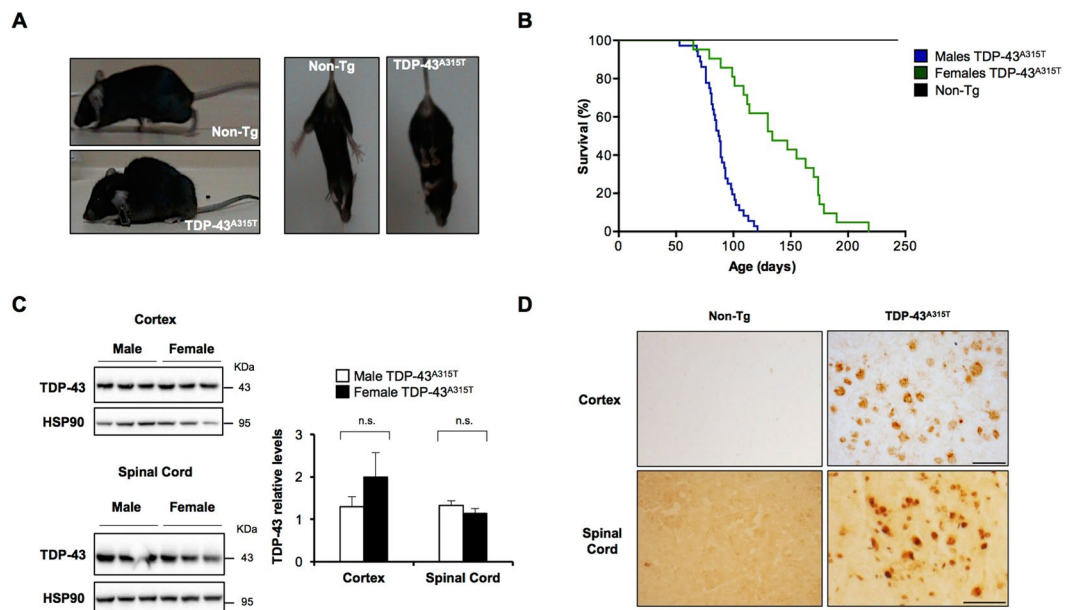 A
Non-Tg
TDP-43A315T
Non-Tg
TDP-43A315T
B
100
80
60
40
20
0
Survival (%)
0 50 100 150 200 250
Age (days)
Males TDP-43A315T
Females TDP-43A315T
Non-Tg
C
Cortex
Male Female
KDa
TDP-43 43
HSP90 95
Spinal Cord
Male Female
KDa
TDP-43 43
HSP90 95
Male TDP-43A315T
Female TDP-43A315T
n.s. n.s.
3
2
1
0
TDP-43 relative levels
Cortex Spinal Cord
D
Non-Tg TDP-43A315T
Cortex
Spinal
Cord